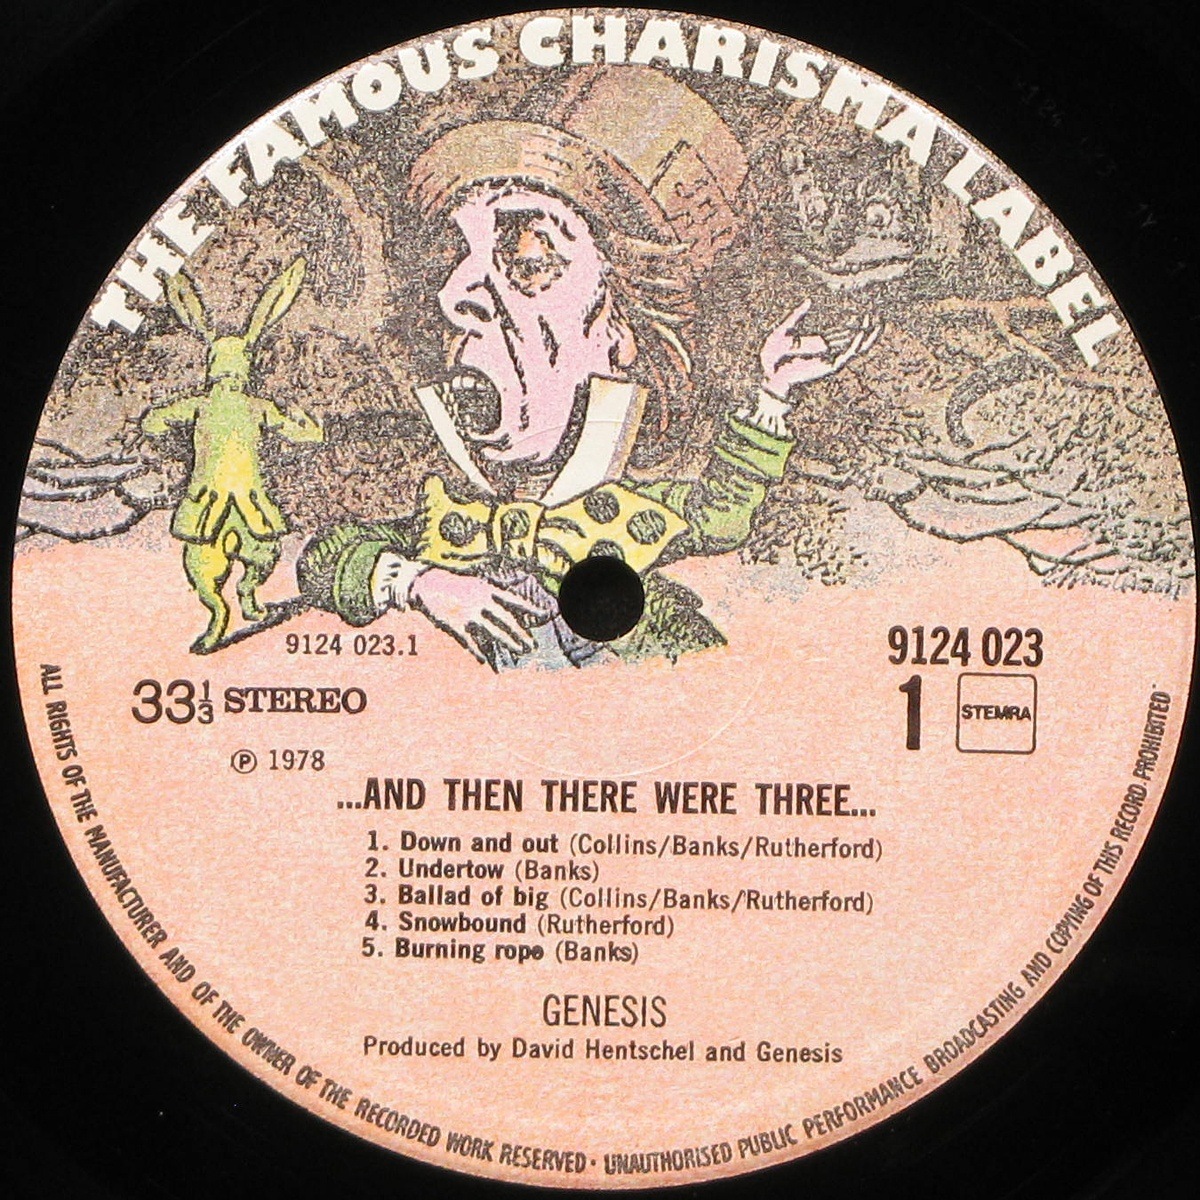 THE FAMOUS CHARISMA LABEL
9124 023.1
9124 023
33⅓ STEREO
1
STEMRA
℗ 1978
...AND THEN THERE WERE THREE...
1. Down and out (Collins/Banks/Rutherford)
2. Undertow (Banks)
3. Ballad of big (Collins/Banks/Rutherford)
4. Snowbound (Rutherford)
5. Burning rope (Banks)
GENESIS
Produced by David Hentschel and Genesis
ALL RIGHTS OF THE MANUFACTURER AND OF THE OWNER OF THE RECORDED WORK RESERVED · UNAUTHORISED PUBLIC PERFORMANCE BROADCASTING AND COPYING OF THIS RECORD PROHIBITED